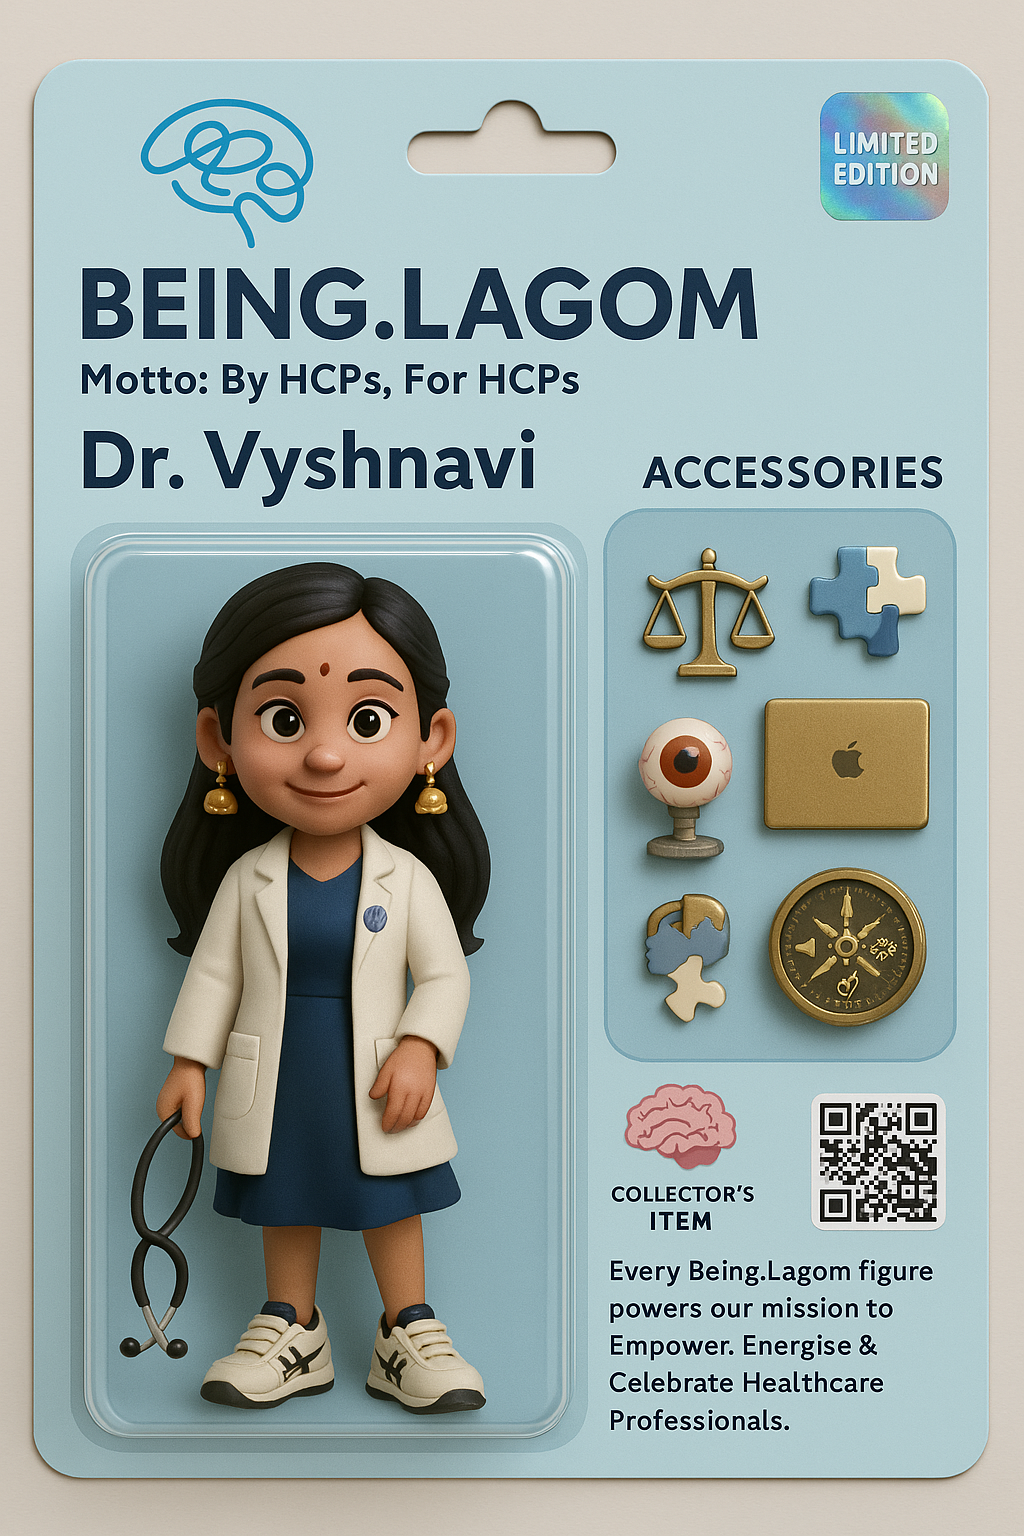 LIMITED
EDITION
BEING.LAGOM
Motto: By HCPs, For HCPs
Dr. Vyshnavi
ACCESSORIES
COLLECTOR'S
ITEM
Every Being.Lagom figure
powers our mission to
Empower. Energise &
Celebrate Healthcare
Professionals.